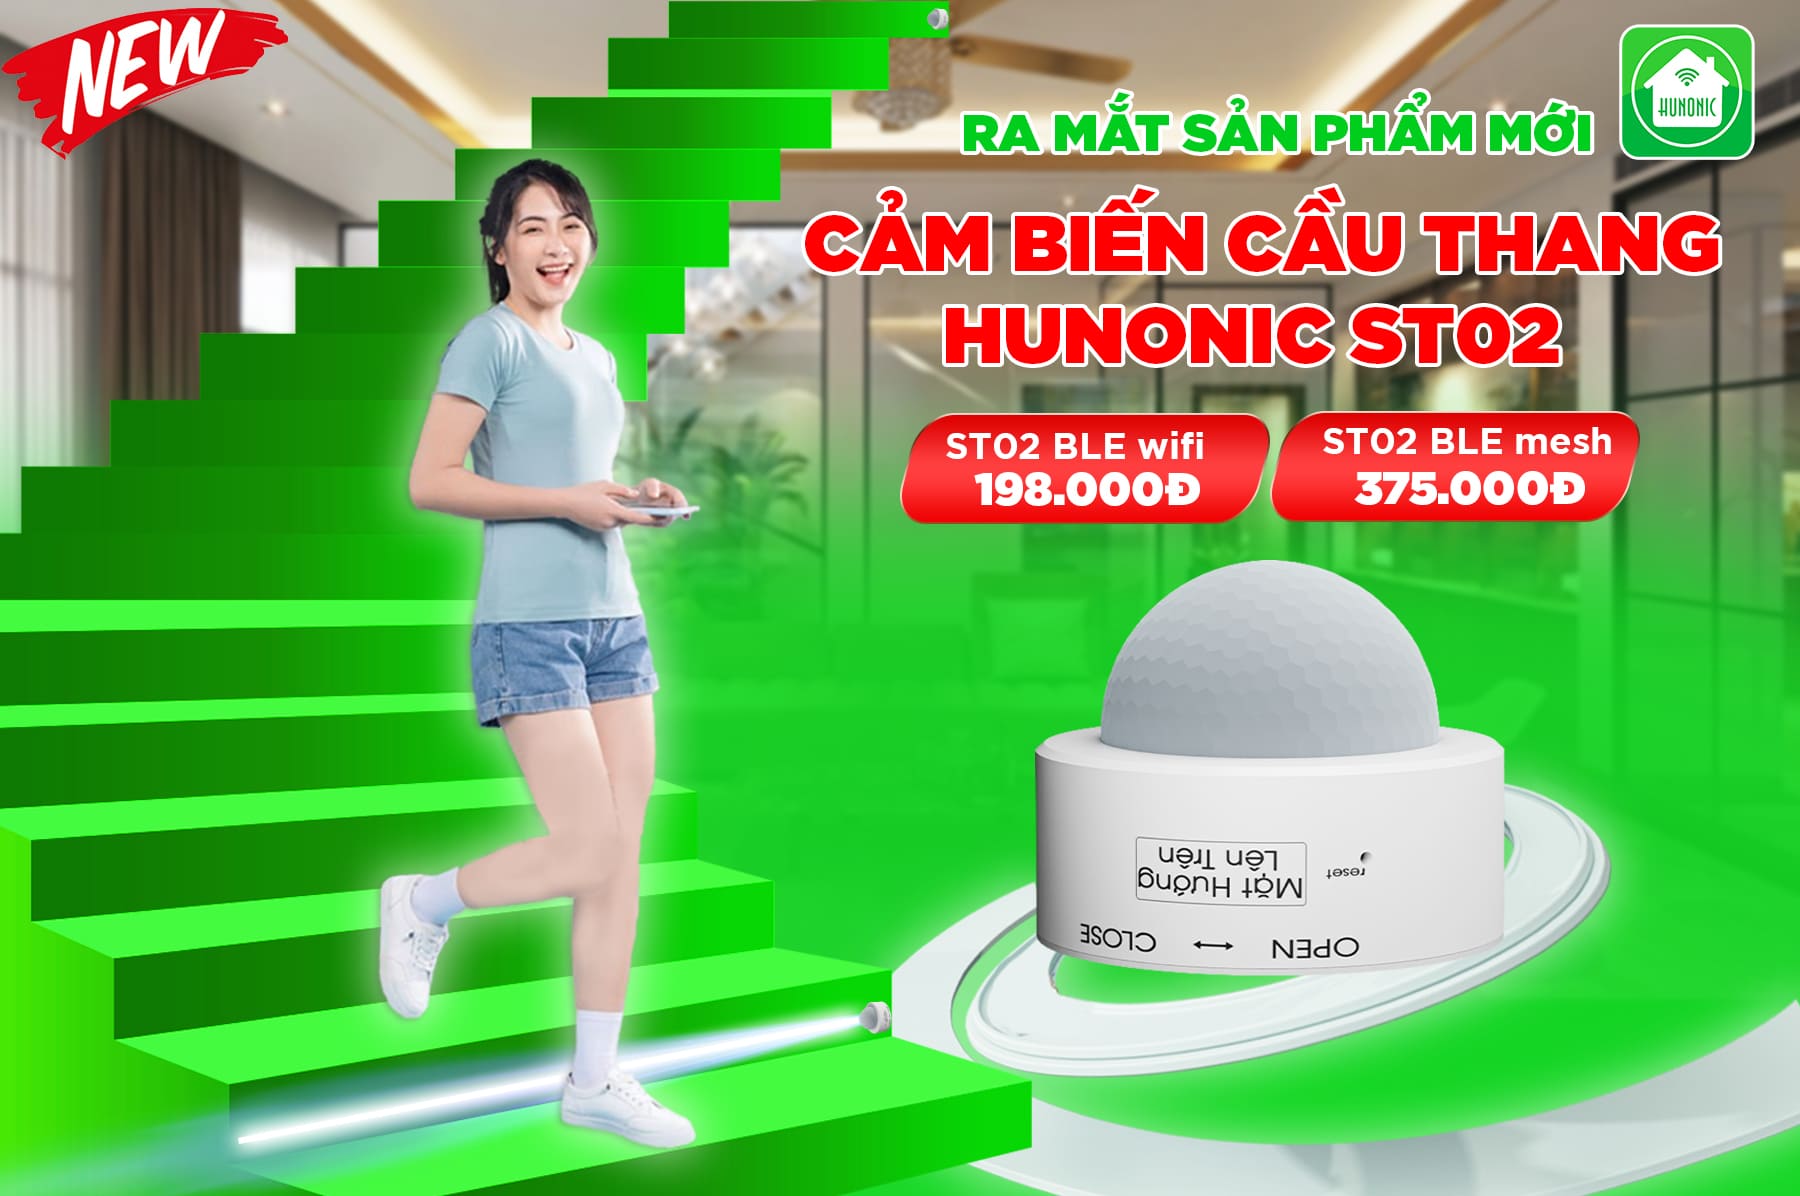 NEW
HUNONIC
RA MẮT SẢN PHẨM MỚI
CẢM BIẾN CẦU THANG
HUNONIC ST02
ST02 BLE wifi
198.000Đ
ST02 BLE mesh
375.000Đ
OPEN ↔ CLOSE
reset
Mặt Hướng
Lên Trên